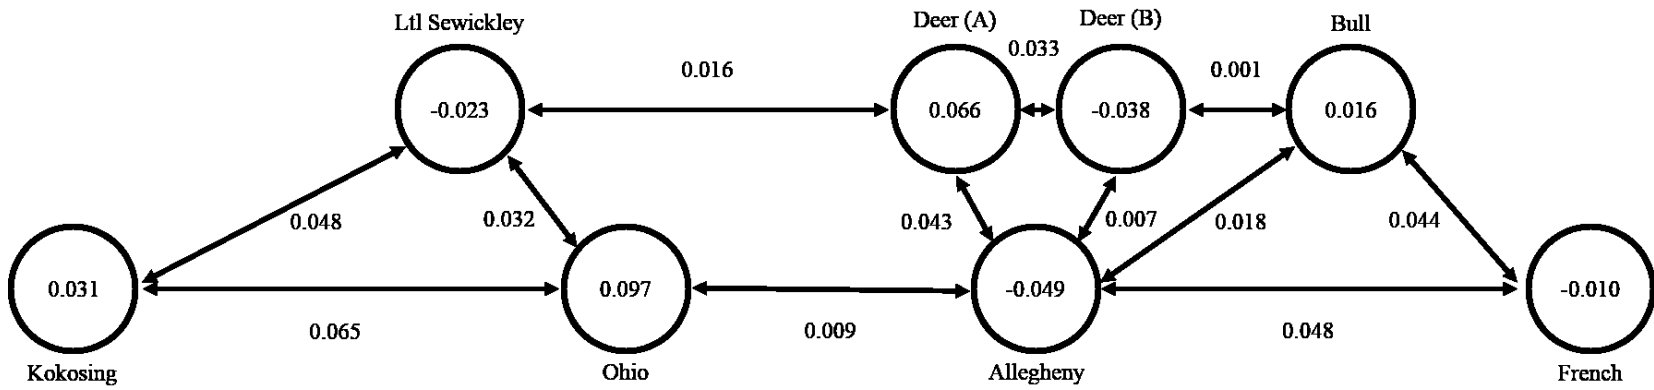 Ltl Sewickley
Deer (A)
Deer (B)
Bull
0.033
0.016
0.001
-0.023
0.066
-0.038
0.016
0.048
0.032
0.043
0.007
0.018
0.044
0.031
0.097
-0.049
-0.010
0.065
0.009
0.048
Kokosing
Ohio
Allegheny
French